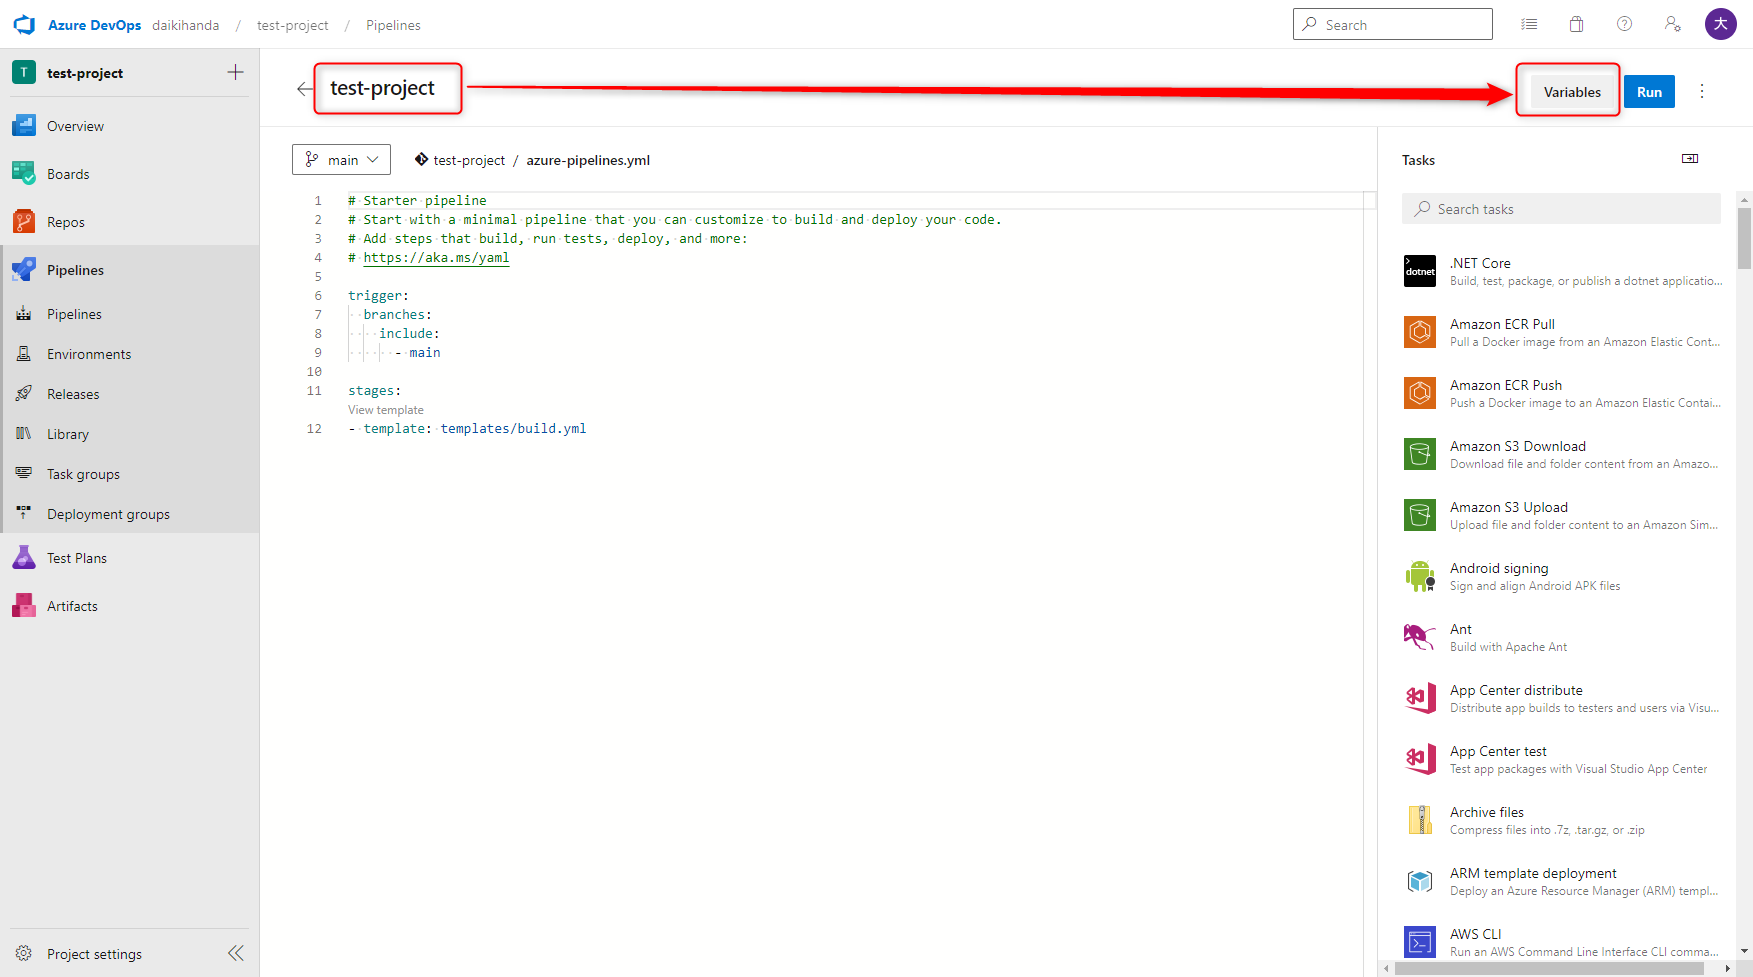 Azure DevOps daikihanda / test-project / Pipelines
Search
大
T test-project
Overview
Boards
Repos
Pipelines
Pipelines
Environments
Releases
Library
Task groups
Deployment groups
Test Plans
Artifacts
Project settings
test-project
Variables
Run
main
test-project / azure-pipelines.yml
1 # Starter pipeline
2 # Start with a minimal pipeline that you can customize to build and deploy your code.
3 # Add steps that build, run tests, deploy, and more:
4 # https://aka.ms/yaml
5
6 trigger:
7 branches:
8 include:
9 - main
10
11 stages:
View template
12 - template: templates/build.yml
Tasks
Search tasks
dotnet
.NET Core
Build, test, package, or publish a dotnet applicatio...
Amazon ECR Pull
Pull a Docker image from an Amazon Elastic Cont...
Amazon ECR Push
Push a Docker image to an Amazon Elastic Contai...
Amazon S3 Download
Download file and folder content from an Amazo...
Amazon S3 Upload
Upload file and folder content to an Amazon Sim...
Android signing
Sign and align Android APK files
Ant
Build with Apache Ant
App Center distribute
Distribute app builds to testers and users via Visu...
App Center test
Test app packages with Visual Studio App Center
Archive files
Compress files into .7z, .tar.gz, or .zip
ARM template deployment
Deploy an Azure Resource Manager (ARM) templ...
AWS CLI
Run an AWS Command Line Interface CLI comma...